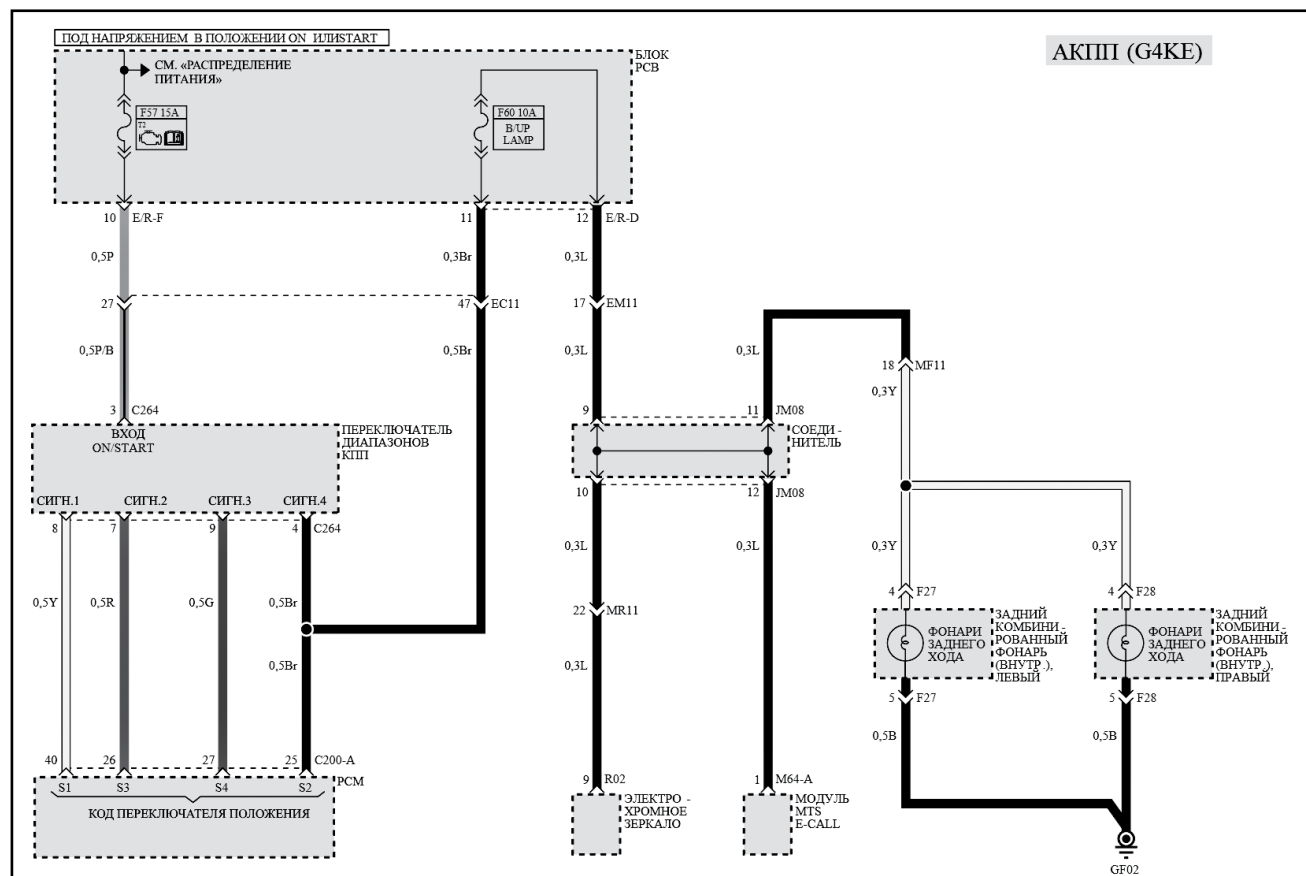 ПОД НАПРЯЖЕНИЕМ В ПОЛОЖЕНИИ ON ИЛИSTART
АКПП (G4KE)
СМ. «РАСПРЕДЕЛЕНИЕ
ПИТАНИЯ»
БЛОК
PCB
F57 15A
T2
F60 10A
B/UP
LAMP
10 E/R-F
11
12 E/R-D
0,5P
0,3Br
0,3L
27
47 EC11
17 EM11
0,5P/B
0,5Br
0,3L
0,3L
18 MF11
0,3Y
3 C264
9
11 JM08
ВХОД
ON/START
ПЕРЕКЛЮЧАТЕЛЬ
ДИАПАЗОНОВ
КПП
СОЕДИ -
НИТЕЛЬ
СИГН.1 СИГН.2 СИГН.3 СИГН.4
10
12 JM08
8
7
9
4 C264
0,3L
0,3L
0,3Y
0,3Y
0,5Y
0,5R
0,5G
0,5Br
4 F27
4 F28
22 MR11
ФОНАРИ
ЗАДНЕГО
ХОДА
ЗАДНИЙ
КОМБИНИ -
РОВАННЫЙ
ФОНАРЬ
(ВНУТР .),
ЛЕВЫЙ
ФОНАРИ
ЗАДНЕГО
ХОДА
ЗАДНИЙ
КОМБИНИ -
РОВАННЫЙ
ФОНАРЬ
(ВНУТР .),
ПРАВЫЙ
0,5Br
0,3L
5 F27
5 F28
0,5B
0,5B
40
26
27
25 C200-A
S1 S3 S4 S2
PCM
КОД ПЕРЕКЛЮЧАТЕЛЯ ПОЛОЖЕНИЯ
9 R02
1 M64-A
ЭЛЕКТРО -
ХРОМНОЕ
ЗЕРКАЛО
МОДУЛЬ
MTS
E-CALL
GF02